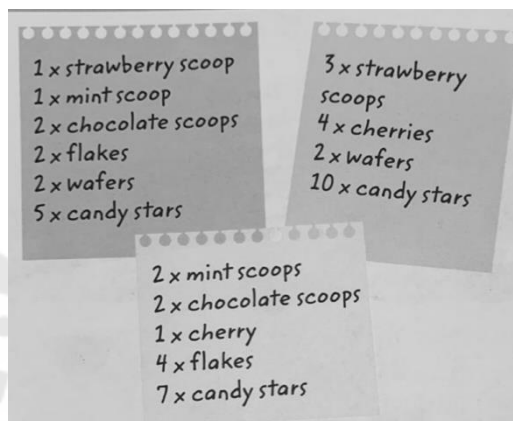 1 x strawberry scoop
1 x mint scoop
2 x chocolate scoops
2 x flakes
2 x wafers
5 x candy stars
3 x strawberry
scoops
4 x cherries
2 x wafers
10 x candy stars
2 x mint scoops
2 x chocolate scoops
1 x cherry
4 x flakes
7 x candy stars